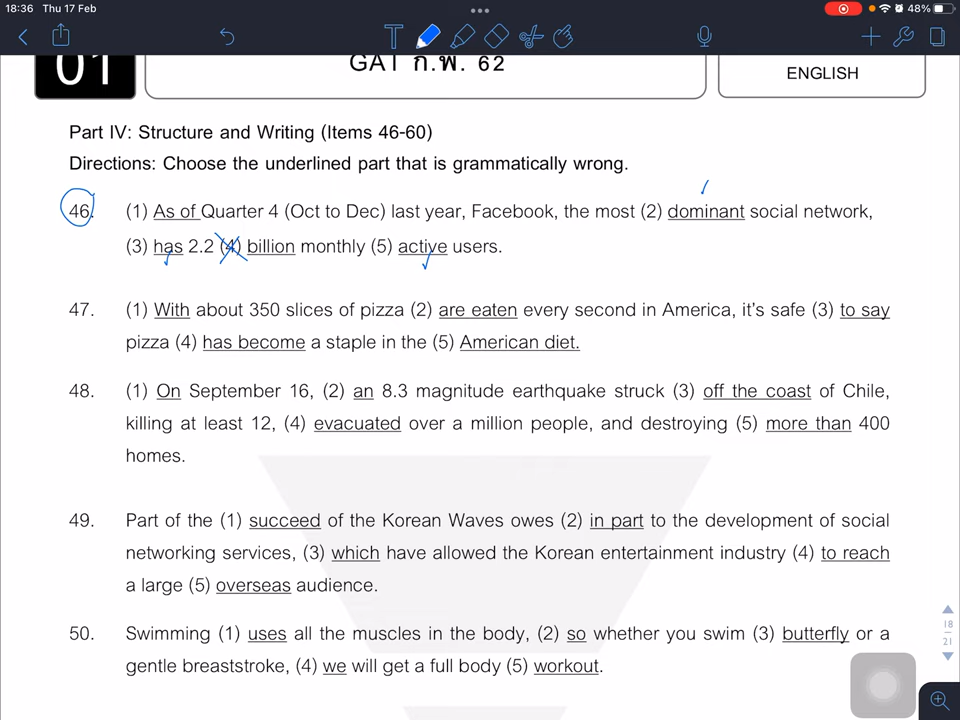 18:36 Thu 17 Feb
48%
T
01
GAT ก.พ. 62
ENGLISH
Part IV: Structure and Writing (Items 46-60)
Directions: Choose the underlined part that is grammatically wrong.
46. (1) As of Quarter 4 (Oct to Dec) last year, Facebook, the most (2) dominant social network,
(3) has 2.2 (4) billion monthly (5) active users.
47. (1) With about 350 slices of pizza (2) are eaten every second in America, it's safe (3) to say
pizza (4) has become a staple in the (5) American diet.
48. (1) On September 16, (2) an 8.3 magnitude earthquake struck (3) off the coast of Chile,
killing at least 12, (4) evacuated over a million people, and destroying (5) more than 400
homes.
49. Part of the (1) succeed of the Korean Waves owes (2) in part to the development of social
networking services, (3) which have allowed the Korean entertainment industry (4) to reach
a large (5) overseas audience.
50. Swimming (1) uses all the muscles in the body, (2) so whether you swim (3) butterfly or a
gentle breaststroke, (4) we will get a full body (5) workout.
18
21